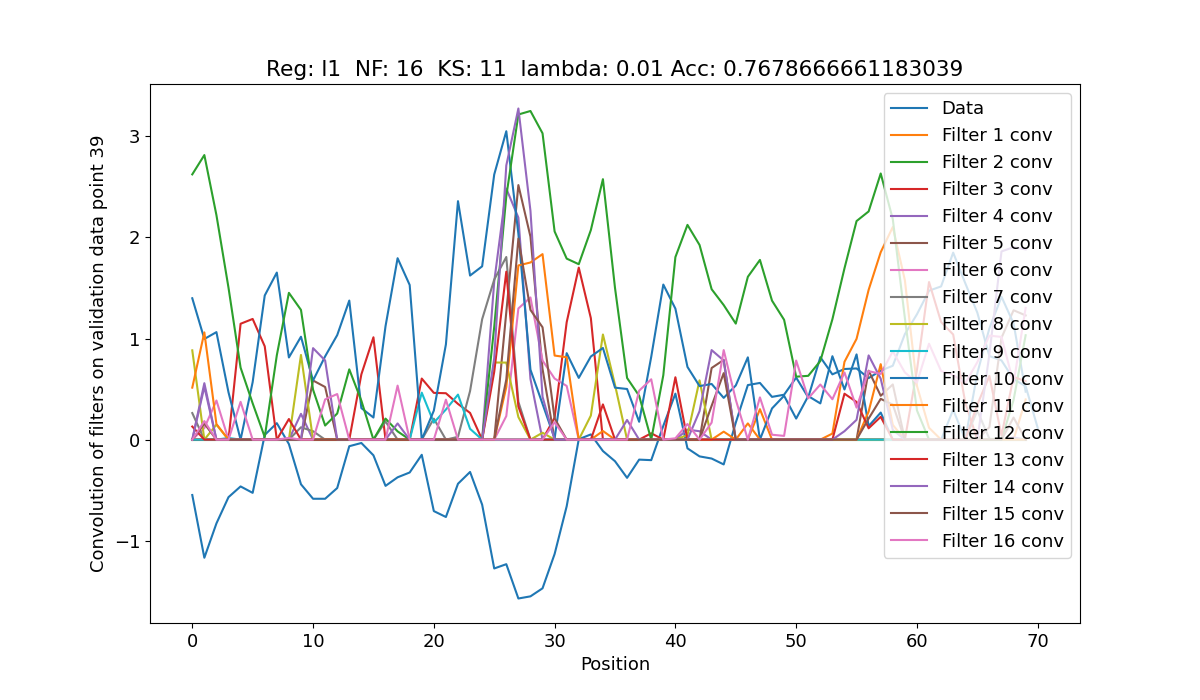 Reg: l1 NF: 16 KS: 11 lambda: 0.01 Acc: 0.7678666661183039
Convolution of filters on validation data point 39
3
2
1
0
−1
0
10
20
30
40
50
60
70
Position
Data
Filter 1 conv
Filter 2 conv
Filter 3 conv
Filter 4 conv
Filter 5 conv
Filter 6 conv
Filter 7 conv
Filter 8 conv
Filter 9 conv
Filter 10 conv
Filter 11 conv
Filter 12 conv
Filter 13 conv
Filter 14 conv
Filter 15 conv
Filter 16 conv